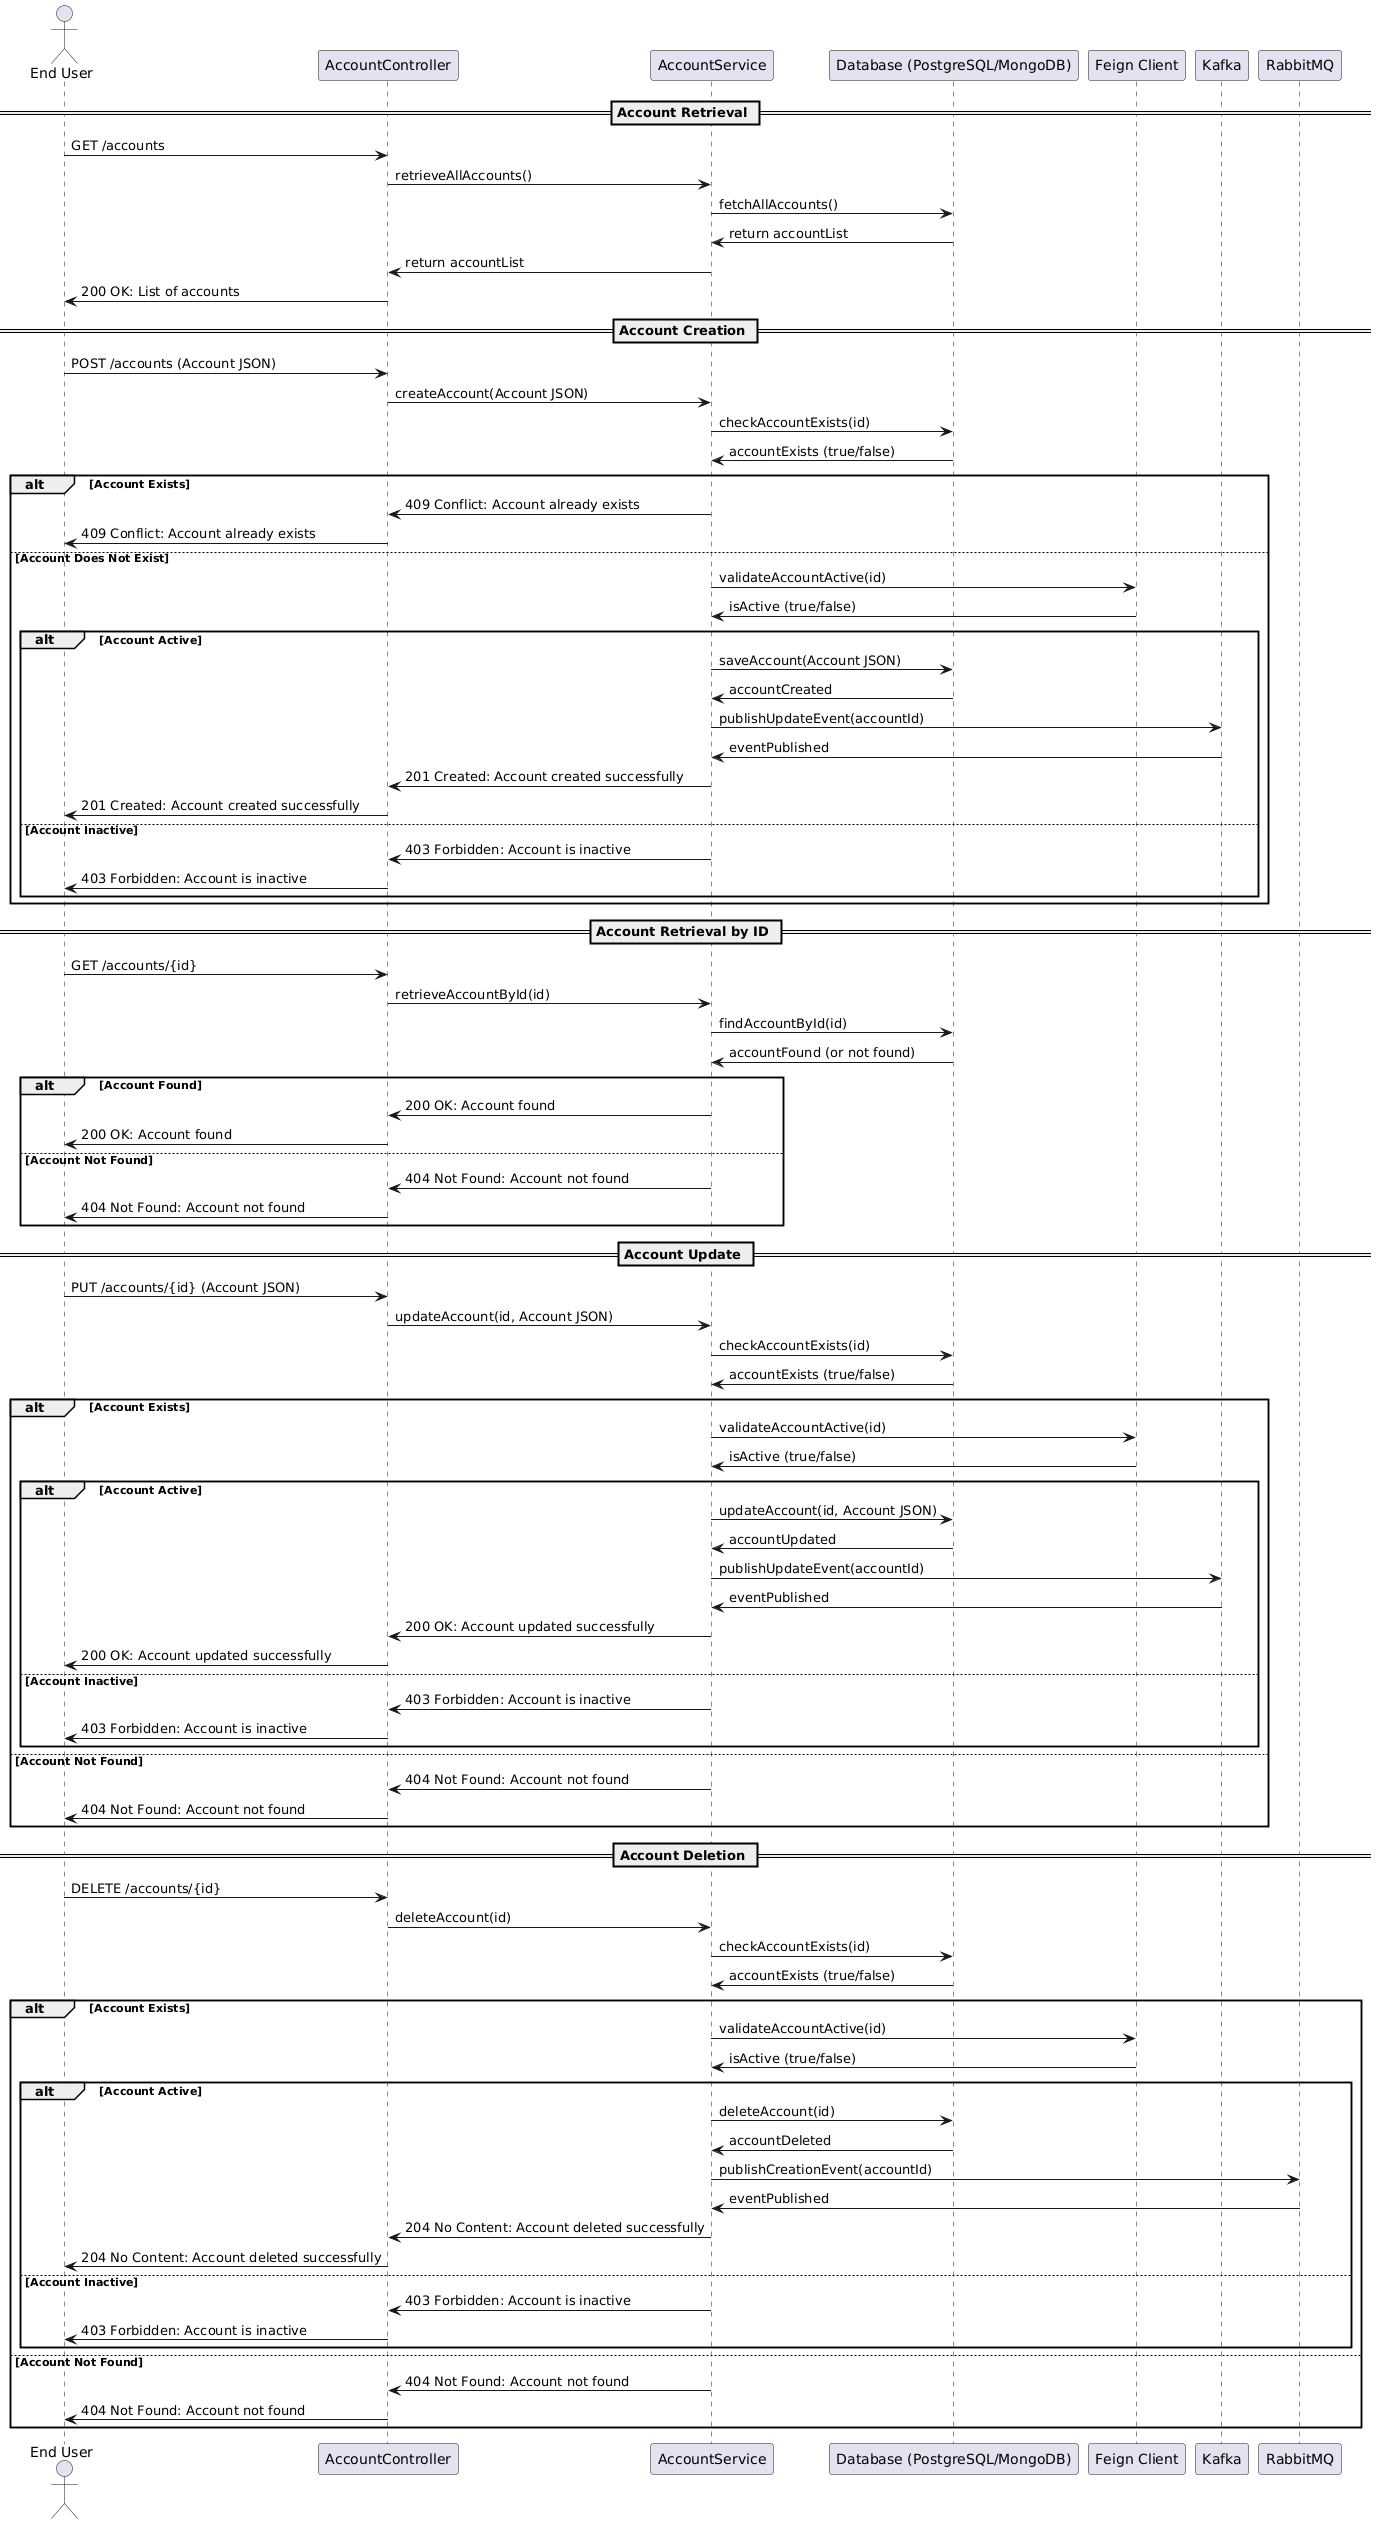 End User
AccountController
AccountService
Database (PostgreSQL/MongoDB)
Feign Client
Kafka
RabbitMQ
Account Retrieval
GET /accounts
retrieveAllAccounts()
fetchAllAccounts()
return accountList
return accountList
200 OK: List of accounts
Account Creation
POST /accounts (Account JSON)
createAccount(Account JSON)
checkAccountExists(id)
accountExists (true/false)
alt [Account Exists]
409 Conflict: Account already exists
409 Conflict: Account already exists
[Account Does Not Exist]
validateAccountActive(id)
isActive (true/false)
alt [Account Active]
saveAccount(Account JSON)
accountCreated
publishUpdateEvent(accountId)
eventPublished
201 Created: Account created successfully
201 Created: Account created successfully
[Account Inactive]
403 Forbidden: Account is inactive
403 Forbidden: Account is inactive
Account Retrieval by ID
GET /accounts/{id}
retrieveAccountById(id)
findAccountById(id)
accountFound (or not found)
alt [Account Found]
200 OK: Account found
200 OK: Account found
[Account Not Found]
404 Not Found: Account not found
404 Not Found: Account not found
Account Update
PUT /accounts/{id} (Account JSON)
updateAccount(id, Account JSON)
checkAccountExists(id)
accountExists (true/false)
alt [Account Exists]
validateAccountActive(id)
isActive (true/false)
alt [Account Active]
updateAccount(id, Account JSON)
accountUpdated
publishUpdateEvent(accountId)
eventPublished
200 OK: Account updated successfully
200 OK: Account updated successfully
[Account Inactive]
403 Forbidden: Account is inactive
403 Forbidden: Account is inactive
[Account Not Found]
404 Not Found: Account not found
404 Not Found: Account not found
Account Deletion
DELETE /accounts/{id}
deleteAccount(id)
checkAccountExists(id)
accountExists (true/false)
alt [Account Exists]
validateAccountActive(id)
isActive (true/false)
alt [Account Active]
deleteAccount(id)
accountDeleted
publishCreationEvent(accountId)
eventPublished
204 No Content: Account deleted successfully
204 No Content: Account deleted successfully
[Account Inactive]
403 Forbidden: Account is inactive
403 Forbidden: Account is inactive
[Account Not Found]
404 Not Found: Account not found
404 Not Found: Account not found
End User
AccountController
AccountService
Database (PostgreSQL/MongoDB)
Feign Client
Kafka
RabbitMQ